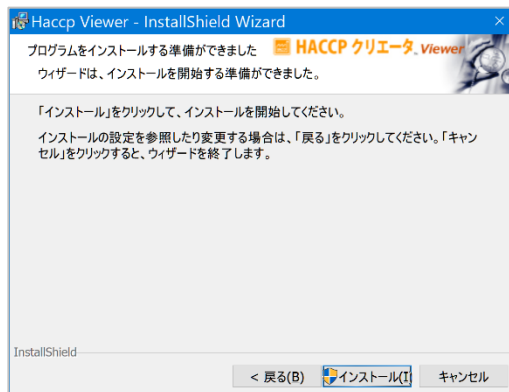 Haccp Viewer - InstallShield Wizard
プログラムをインストールする準備ができました
HACCP クリエータ_Viewer
ウィザードは、インストールを開始する準備ができました。
「インストール」をクリックして、インストールを開始してください。
インストールの設定を参照したり変更する場合は、「戻る」をクリックしてください。「キャン
セル」をクリックすると、ウィザードを終了します。
InstallShield
< 戻る(B)
インストール(I
キャンセル